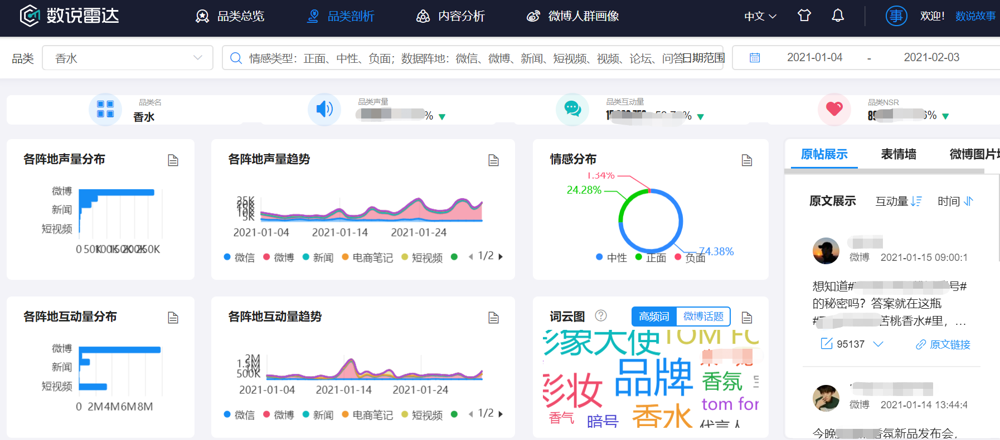 数说雷达 品类总览 品类剖析 内容分析 微博人群画像 中文 事 欢迎! 数说故事
品类 香水 情感类型：正面、中性、负面；数据阵地：微信、微博、新闻、短视频、视频、论坛、问答 日期范围 2021-01-04 - 2021-02-03
品类名
香水
品类声量
%
品类互动量
%
品类NSR
6%
各阵地声量分布
微博
新闻
短视频
0 50K 100K 150K 200K 250K
各阵地声量趋势
25K
20K
15K
10K
5K
2021-01-04 2021-01-14 2021-01-24
微信 微博 新闻 电商笔记 短视频 1/2
情感分布
1.34%
24.28%
74.38%
中性 正面 负面
原帖展示 表情墙 微博图片墙
原文展示 互动量 时间
微博 2021-01-15 09:00:1
想知道# 号#
的秘密吗？答案就在这瓶
# 苦桃香水#里，...
95137 原文链接
微博 2021-01-14 13:44:4
今晚 香氛新品发布会，
各阵地互动量分布
微博
新闻
短视频
0 2M 4M 6M 8M
各阵地互动量趋势
2M
1.5M
1M
500K
2021-01-04 2021-01-14 2021-01-24
微信 微博 新闻 电商笔记 短视频 1/2
词云图 高频词 微博话题
形象大使 TOM FO
彩妆 品牌 香氛
tom for
香气 暗号 香水 代言人